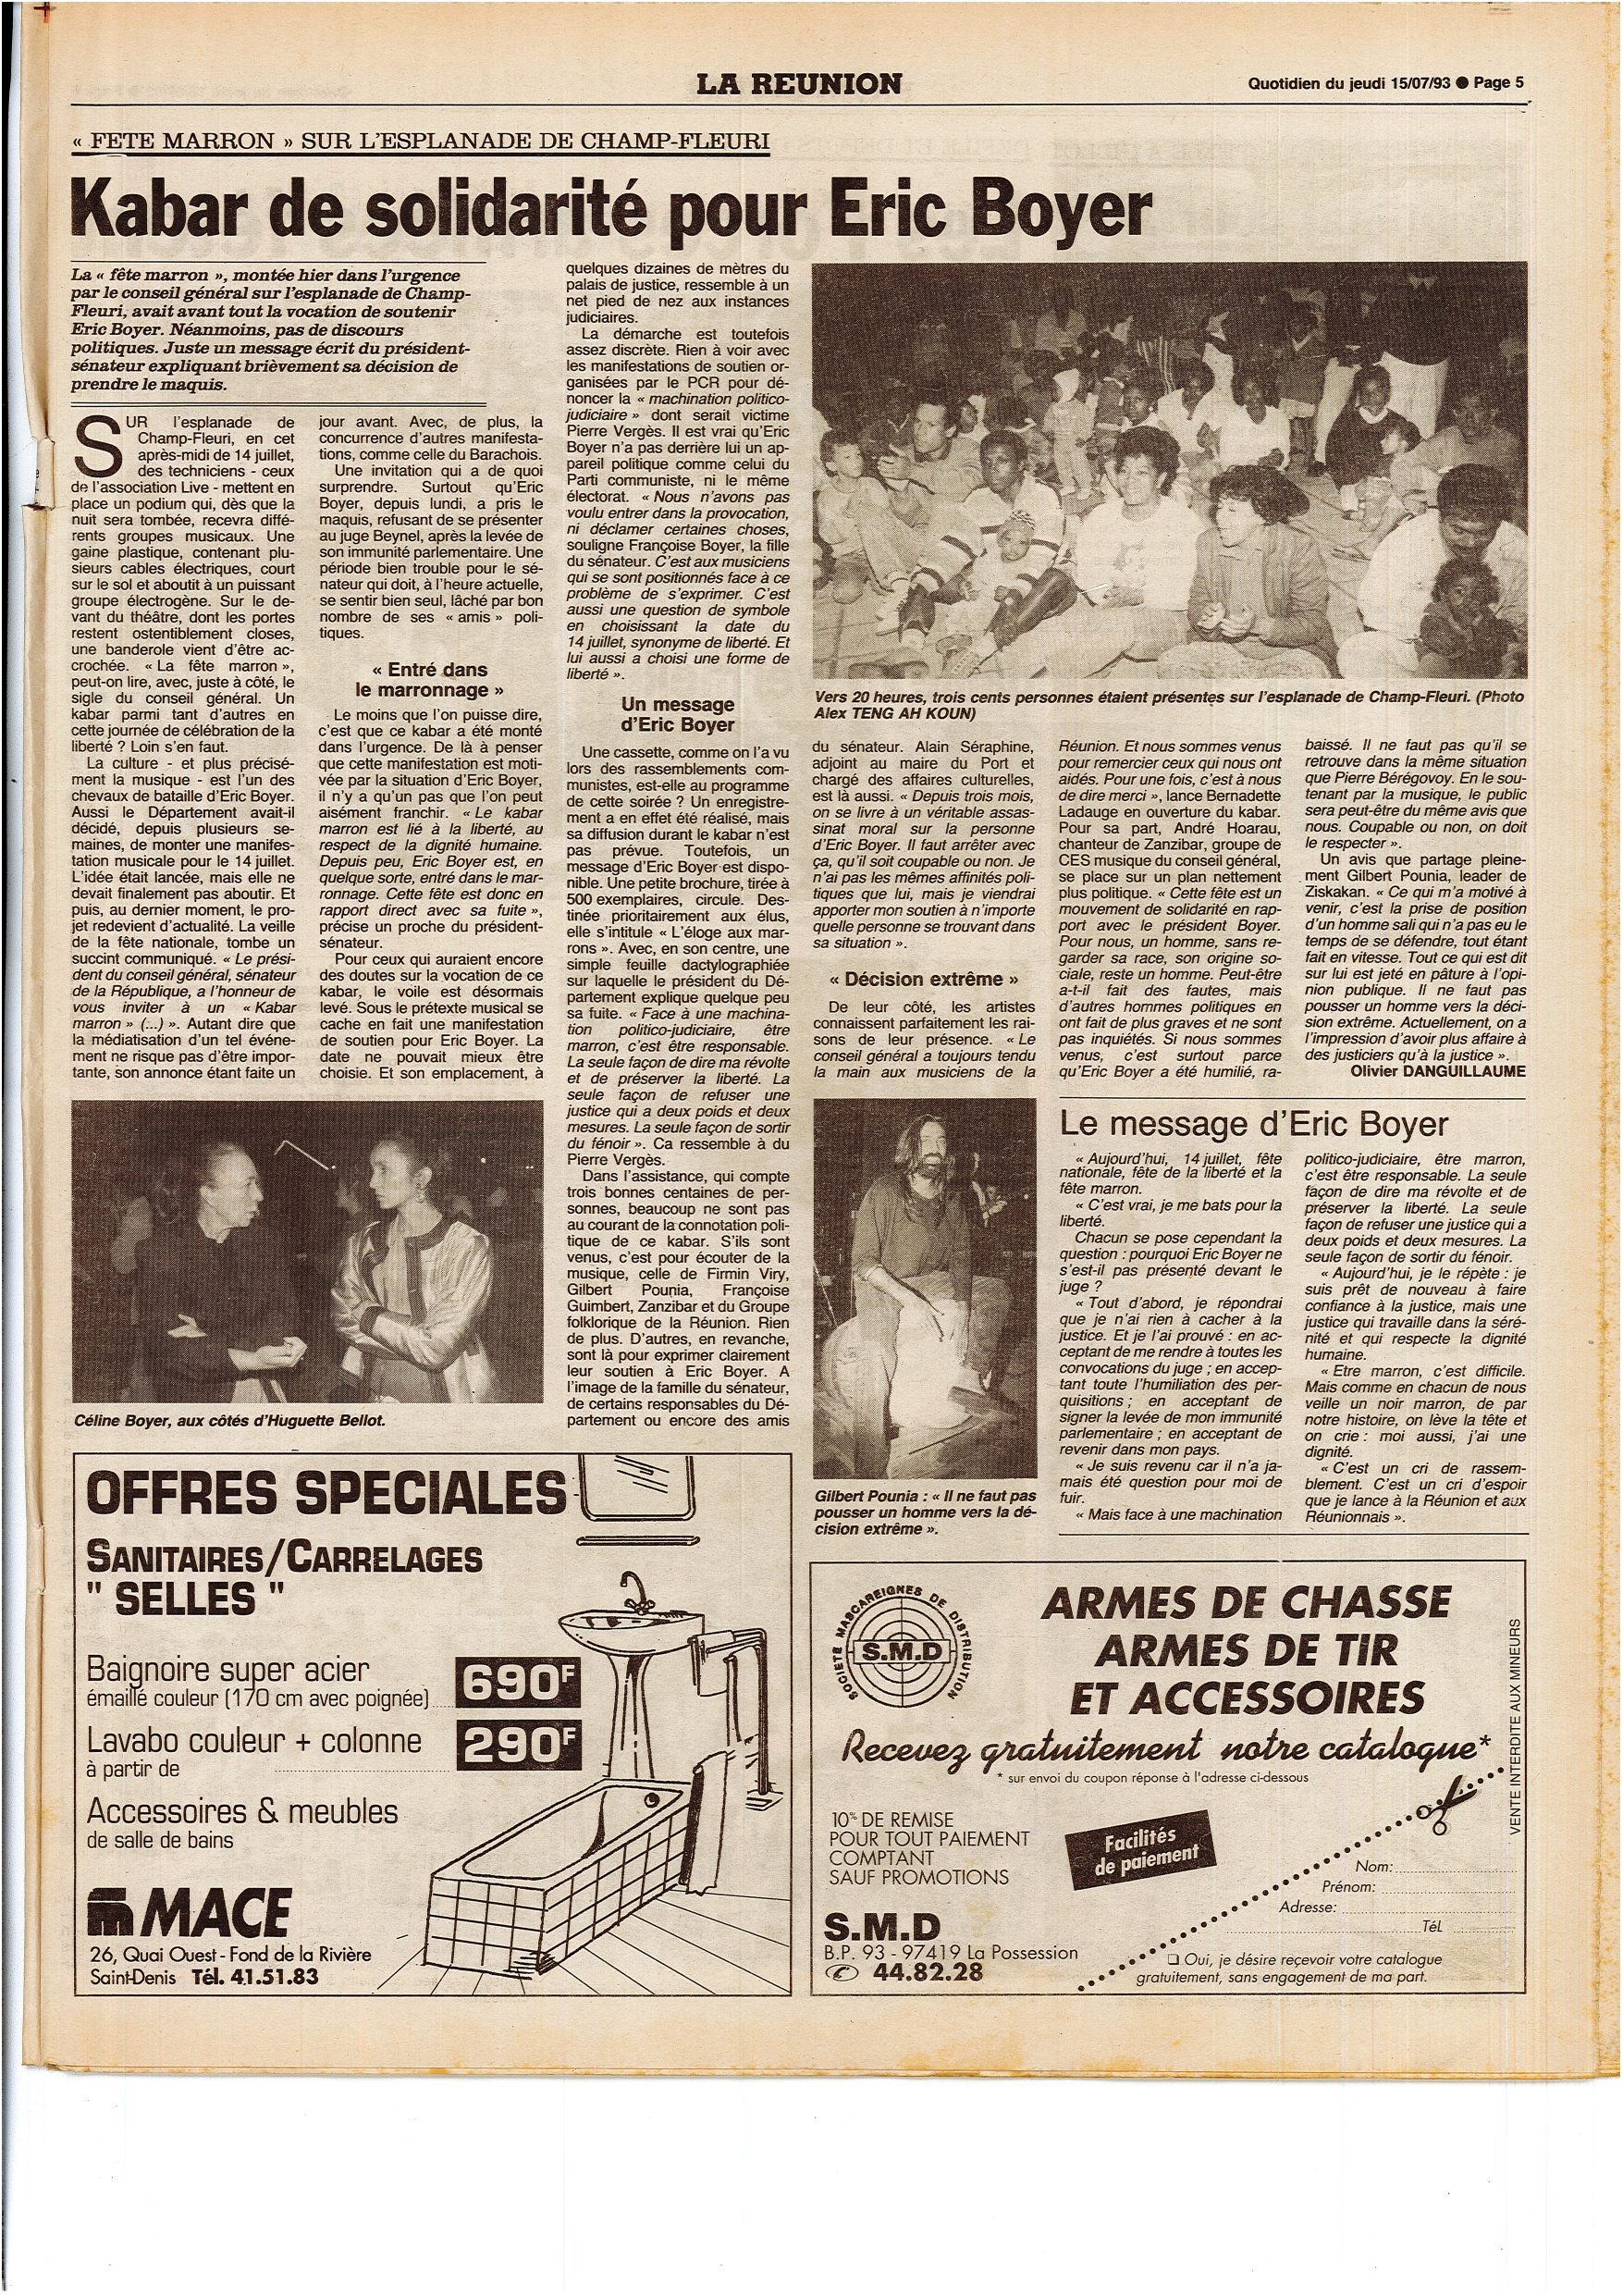 LA REUNION
Quotidien du jeudi 15/07/93 ● Page 5
« FETE MARRON » SUR L'ESPLANADE DE CHAMP-FLEURI
Kabar de solidarité pour Eric Boyer
La « fête marron », montée hier dans l'urgence
par le conseil général sur l'esplanade de Champ-
Fleuri, avait avant tout la vocation de soutenir
Eric Boyer. Néanmoins, pas de discours
politiques. Juste un message écrit du président-
sénateur expliquant brièvement sa décision de
prendre le maquis.
SUR l'esplanade de
Champ-Fleuri, en cet
après-midi de 14 juillet,
des techniciens - ceux
de l'association Live - mettent en
place un podium qui, dès que la
nuit sera tombée, recevra diffé-
rents groupes musicaux. Une
gaine plastique, contenant plu-
sieurs cables électriques, court
sur le sol et aboutit à un puissant
groupe électrogène. Sur le de-
vant du théâtre, dont les portes
restent ostentiblement closes,
une banderole vient d'être ac-
crochée. « La fête marron »,
peut-on lire, avec, juste à côté, le
sigle du conseil général. Un
kabar parmi tant d'autres en
cette journée de célébration de la
liberté ? Loin s'en faut.
La culture - et plus précisé-
ment la musique - est l'un des
chevaux de bataille d'Eric Boyer.
Aussi le Département avait-il
décidé, depuis plusieurs se-
maines, de monter une manifes-
tation musicale pour le 14 juillet.
L'idée était lancée, mais elle ne
devait finalement pas aboutir. Et
puis, au dernier moment, le pro-
jet redevient d'actualité. La veille
de la fête nationale, tombe un
succint communiqué. « Le prési-
dent du conseil général, sénateur
de la République, a l'honneur de
vous inviter à un « Kabar
marron » (...) ». Autant dire que
la médiatisation d'un tel événe-
ment ne risque pas d'être impor-
tante, son annonce étant faite un
jour avant. Avec, de plus, la
concurrence d'autres manifesta-
tions, comme celle du Barachois.
Une invitation qui a de quoi
surprendre. Surtout qu'Eric
Boyer, depuis lundi, a pris le
maquis, refusant de se présenter
au juge Beynel, après la levée de
son immunité parlementaire. Une
période bien trouble pour le sé-
nateur qui doit, à l'heure actuelle,
se sentir bien seul, lâché par bon
nombre de ses « amis » poli-
tiques.
« Entré dans
le marronnage »
Le moins que l'on puisse dire,
c'est que ce kabar a été monté
dans l'urgence. De là à penser
que cette manifestation est moti-
vée par la situation d'Eric Boyer,
il n'y a qu'un pas que l'on peut
aisément franchir. « Le kabar
marron est lié à la liberté, au
respect de la dignité humaine.
Depuis peu, Eric Boyer est, en
quelque sorte, entré dans le mar-
ronnage. Cette fête est donc en
rapport direct avec sa fuite »,
précise un proche du président-
sénateur.
Pour ceux qui auraient encore
des doutes sur la vocation de ce
kabar, le voile est désormais
levé. Sous le prétexte musical se
cache en fait une manifestation
de soutien pour Eric Boyer. La
date ne pouvait mieux être
choisie. Et son emplacement, à
quelques dizaines de mètres du
palais de justice, ressemble à un
net pied de nez aux instances
judiciaires.
La démarche est toutefois
assez discrète. Rien à voir avec
les manifestations de soutien or-
ganisées par le PCR pour dé-
noncer la « machination politico-
judiciaire » dont serait victime
Pierre Vergès. Il est vrai qu'Eric
Boyer n'a pas derrière lui un ap-
pareil politique comme celui du
Parti communiste, ni le même
électorat. « Nous n'avons pas
voulu entrer dans la provocation,
ni déclamer certaines choses,
souligne Françoise Boyer, la fille
du sénateur. C'est aux musiciens
qui se sont positionnés face à ce
problème de s'exprimer. C'est
aussi une question de symbole
en choisissant la date du
14 juillet, synonyme de liberté. Et
lui aussi a choisi une forme de
liberté ».
Un message
d'Eric Boyer
Une cassette, comme on l'a vu
lors des rassemblements com-
munistes, est-elle au programme
de cette soirée ? Un enregistre-
ment a en effet été réalisé, mais
sa diffusion durant le kabar n'est
pas prévue. Toutefois, un
message d'Eric Boyer est dispo-
nible. Une petite brochure, tirée à
500 exemplaires, circule. Des-
tinée prioritairement aux élus,
elle s'intitule « L'éloge aux mar-
rons ». Avec, en son centre, une
simple feuille dactylographiée
sur laquelle le président du Dé-
partement explique quelque peu
sa fuite. « Face à une machina-
tion politico-judiciaire, être
marron, c'est être responsable.
La seule façon de dire ma révolte
et de préserver la liberté. La
seule façon de refuser une
justice qui a deux poids et deux
mesures. La seule façon de sortir
du fénoir ». Ca ressemble à du
Pierre Vergès.
Dans l'assistance, qui compte
trois bonnes centaines de per-
sonnes, beaucoup ne sont pas
au courant de la connotation poli-
tique de ce kabar. S'ils sont
venus, c'est pour écouter de la
musique, celle de Firmin Viry,
Gilbert Pounia, Françoise
Guimbert, Zanzibar et du Groupe
folklorique de la Réunion. Rien
de plus. D'autres, en revanche,
sont là pour exprimer clairement
leur soutien à Eric Boyer. A
l'image de la famille du sénateur,
de certains responsables du Dé-
partement ou encore des amis
Vers 20 heures, trois cents personnes étaient présentes sur l'esplanade de Champ-Fleuri. (Photo
Alex TENG AH KOUN)
du sénateur. Alain Séraphine,
adjoint au maire du Port et
chargé des affaires culturelles,
est là aussi. « Depuis trois mois,
on se livre à un véritable assas-
sinat moral sur la personne
d'Eric Boyer. Il faut arrêter avec
ça, qu'il soit coupable ou non. Je
n'ai pas les mêmes affinités poli-
tiques que lui, mais je viendrai
apporter mon soutien à n'importe
quelle personne se trouvant dans
sa situation ».
« Décision extrême »
De leur côté, les artistes
connaissent parfaitement les rai-
sons de leur présence. « Le
conseil général a toujours tendu
la main aux musiciens de la
Réunion. Et nous sommes venus
pour remercier ceux qui nous ont
aidés. Pour une fois, c'est à nous
de dire merci », lance Bernadette
Ladauge en ouverture du kabar.
Pour sa part, André Hoarau,
chanteur de Zanzibar, groupe de
CES musique du conseil général,
se place sur un plan nettement
plus politique. « Cette fête est un
mouvement de solidarité en rap-
port avec le président Boyer.
Pour nous, un homme, sans re-
garder sa race, son origine so-
ciale, reste un homme. Peut-être
a-t-il fait des fautes, mais
d'autres hommes politiques en
ont fait de plus graves et ne sont
pas inquiétés. Si nous sommes
venus, c'est surtout parce
qu'Eric Boyer a été humilié, ra-
baissé. Il ne faut pas qu'il se
retrouve dans la même situation
que Pierre Bérégovoy. En le sou-
tenant par la musique, le public
sera peut-être du même avis que
nous. Coupable ou non, on doit
le respecter ».
Un avis que partage pleine-
ment Gilbert Pounia, leader de
Ziskakan. « Ce qui m'a motivé à
venir, c'est la prise de position
d'un homme sali qui n'a pas eu le
temps de se défendre, tout étant
fait en vitesse. Tout ce qui est dit
sur lui est jeté en pâture à l'opi-
nion publique. Il ne faut pas
pousser un homme vers la déci-
sion extrême. Actuellement, on a
l'impression d'avoir plus affaire à
des justiciers qu'à la justice ».
Olivier DANGUILLAUME
Céline Boyer, aux côtés d'Huguette Bellot.
Gilbert Pounia : « Il ne faut pas
pousser un homme vers la dé-
cision extrême ».
Le message d'Eric Boyer
« Aujourd'hui, 14 juillet, fête
nationale, fête de la liberté et la
fête marron.
« C'est vrai, je me bats pour la
liberté.
Chacun se pose cependant la
question : pourquoi Eric Boyer ne
s'est-il pas présenté devant le
juge ?
« Tout d'abord, je répondrai
que je n'ai rien à cacher à la
justice. Et je l'ai prouvé : en ac-
ceptant de me rendre à toutes les
convocations du juge ; en accep-
tant toute l'humiliation des per-
quisitions ; en acceptant de
signer la levée de mon immunité
parlementaire ; en acceptant de
revenir dans mon pays.
« Je suis revenu car il n'a ja-
mais été question pour moi de
fuir.
« Mais face à une machination
politico-judiciaire, être marron,
c'est être responsable. La seule
façon de dire ma révolte et de
préserver la liberté. La seule
façon de refuser une justice qui a
deux poids et deux mesures. La
seule façon de sortir du fénoir.
« Aujourd'hui, je le répète : je
suis prêt de nouveau à faire
confiance à la justice, mais une
justice qui travaille dans la séré-
nité et qui respecte la dignité
humaine.
« Etre marron, c'est difficile.
Mais comme en chacun de nous
veille un noir marron, de par
notre histoire, on lève la tête et
on crie : moi aussi, j'ai une
dignité.
« C'est un cri de rassem-
blement. C'est un cri d'espoir
que je lance à la Réunion et aux
Réunionnais ».
OFFRES SPECIALES
SANITAIRES/CARRELAGES
" SELLES "
Baignoire super acier
émaillé couleur (170 cm avec poignée) 690F
Lavabo couleur + colonne
à partir de 290F
Accessoires & meubles
de salle de bains
MACE
26, Quai Ouest - Fond de la Rivière
Saint-Denis Tél. 41.51.83
SOCIETE MASCAREIGNES DE DISTRIBUTION
S.M.D
ARMES DE CHASSE
ARMES DE TIR
ET ACCESSOIRES
Recevez gratuitement notre catalogue*
* sur envoi du coupon réponse à l'adresse ci-dessous
VENTE INTERDITE AUX MINEURS
10% DE REMISE
POUR TOUT PAIEMENT
COMPTANT
SAUF PROMOTIONS
Facilités
de paiement
S.M.D
B.P. 93 - 97419 La Possession
✆ 44.82.28
Nom:
Prénom:
Adresse:
Tél.
❏ Oui, je désire reçevoir votre catalogue
gratuitement, sans engagement de ma part.